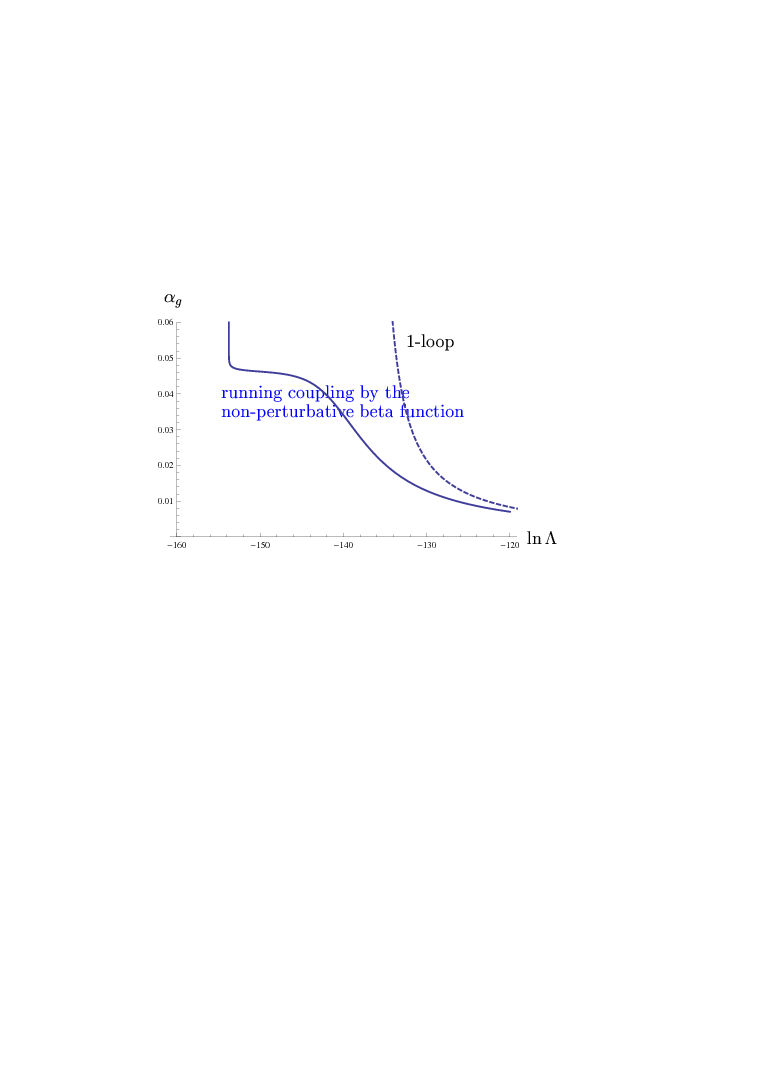 α_g
0.06
1-loop
0.05
0.04
running coupling by the
non-perturbative beta function
0.03
0.02
0.01
ln Λ
−160 −150 −140 −130 −120